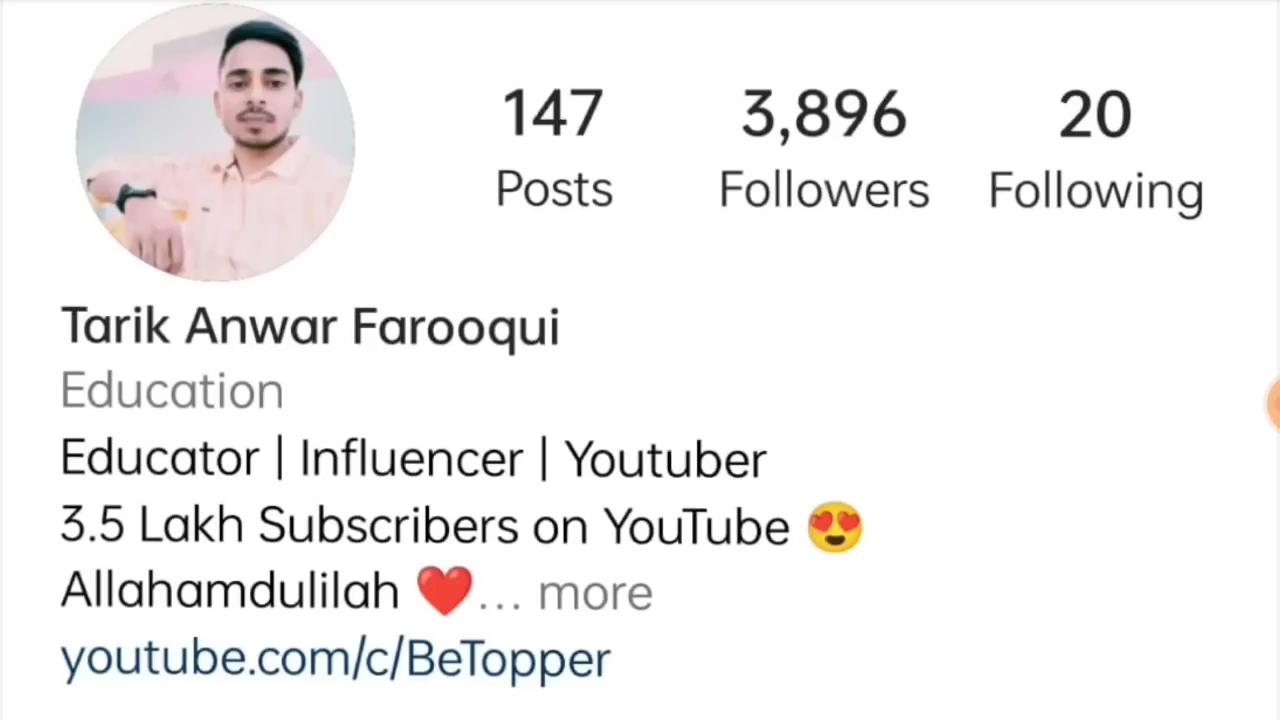 147 3,896 20
Posts Followers Following
Tarik Anwar Farooqui
Education
Educator | Influencer | Youtuber
3.5 Lakh Subscribers on YouTube 😍
Allahamdulilah ❤️... more
youtube.com/c/BeTopper